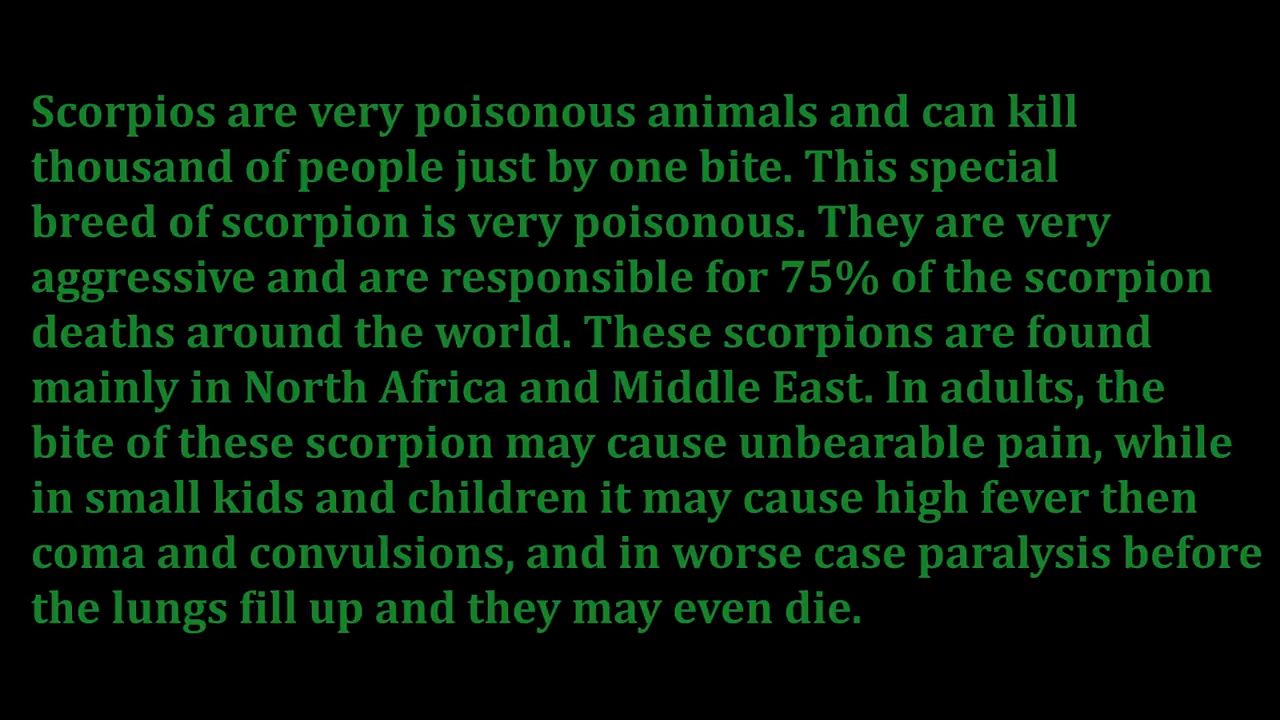 Scorpios are very poisonous animals and can kill
thousand of people just by one bite. This special
breed of scorpion is very poisonous. They are very
aggressive and are responsible for 75% of the scorpion
deaths around the world. These scorpions are found
mainly in North Africa and Middle East. In adults, the
bite of these scorpion may cause unbearable pain, while
in small kids and children it may cause high fever then
coma and convulsions, and in worse case paralysis before
the lungs fill up and they may even die.